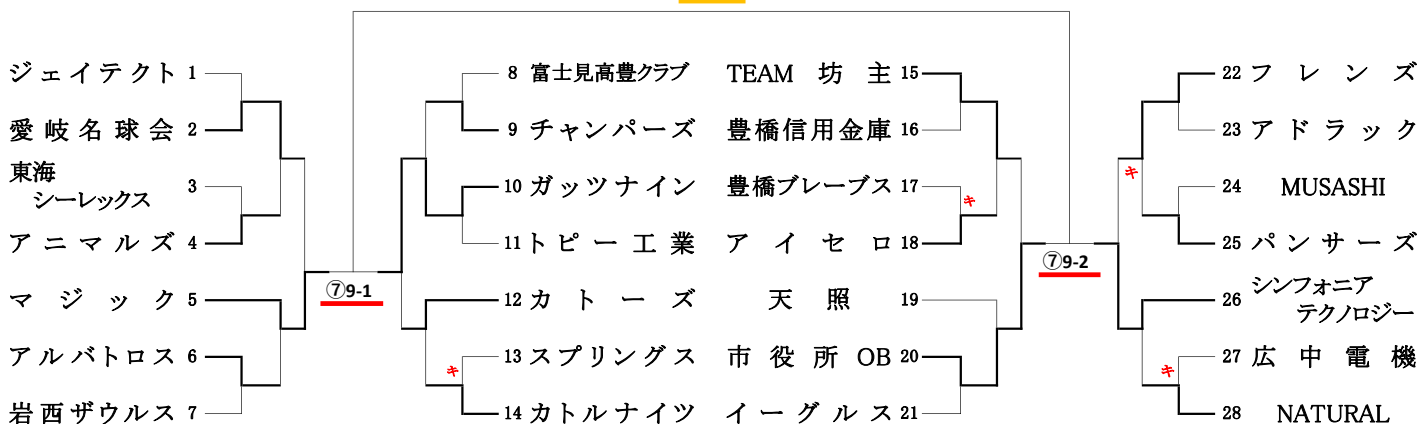 ジェイテクト 1
愛岐名球会 2
東海
シーレックス 3
アニマルズ 4
マジック 5
アルバトロス 6
岩西ザウルス 7
⑦9-1
8 富士見高豊クラブ
9 チャンパーズ
10 ガッツナイン
11 トピー工業
12 カトーズ
キ
13 スプリングス
14 カトルナイツ
TEAM 坊主 15
豊橋信用金庫 16
豊橋ブレーブス 17
キ
アイセロ 18
天照 19
市役所OB 20
イーグルス 21
⑦9-2
22 フレンズ
23 アドラック
キ
24 MUSASHI
25 パンサーズ
26 シンフォニア
テクノロジー
27 広中電機
キ
28 NATURAL